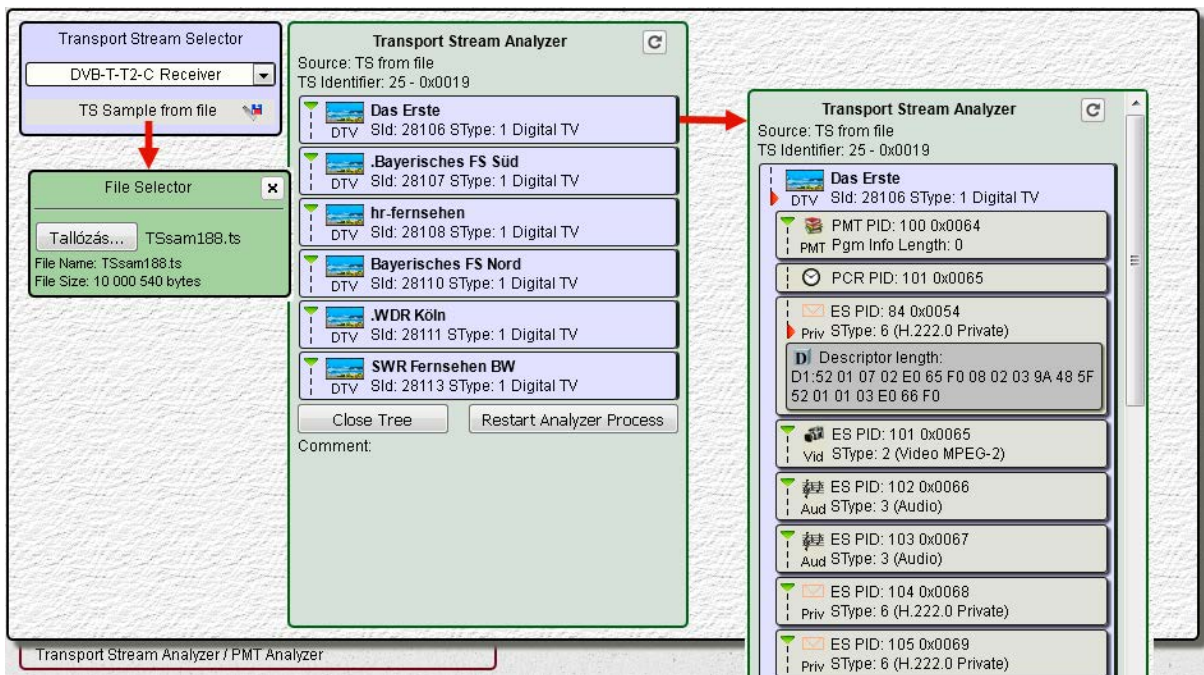 Transport Stream Selector
DVB-T-T2-C Receiver
TS Sample from file
File Selector
Tallózás... TSsam188.ts
File Name: TSsam188.ts
File Size: 10 000 540 bytes
Transport Stream Analyzer
Source: TS from file
TS Identifier: 25 - 0x0019
Das Erste
DTV SId: 28106 SType: 1 Digital TV
.Bayerisches FS Süd
DTV SId: 28107 SType: 1 Digital TV
hr-fernsehen
DTV SId: 28108 SType: 1 Digital TV
Bayerisches FS Nord
DTV SId: 28110 SType: 1 Digital TV
.WDR Köln
DTV SId: 28111 SType: 1 Digital TV
SWR Fernsehen BW
DTV SId: 28113 SType: 1 Digital TV
Close Tree Restart Analyzer Process
Comment:
Transport Stream Analyzer
Source: TS from file
TS Identifier: 25 - 0x0019
Das Erste
DTV SId: 28106 SType: 1 Digital TV
PMT PID: 100 0x0064
PMT Pgm Info Length: 0
PCR PID: 101 0x0065
ES PID: 84 0x0054
Priv SType: 6 (H.222.0 Private)
D Descriptor length:
D1:52 01 07 02 E0 65 F0 08 02 03 9A 48 5F
52 01 01 03 E0 66 F0
ES PID: 101 0x0065
Vid SType: 2 (Video MPEG-2)
ES PID: 102 0x0066
Aud SType: 3 (Audio)
ES PID: 103 0x0067
Aud SType: 3 (Audio)
ES PID: 104 0x0068
Priv SType: 6 (H.222.0 Private)
ES PID: 105 0x0069
Priv SType: 6 (H.222.0 Private)
Transport Stream Analyzer / PMT Analyzer